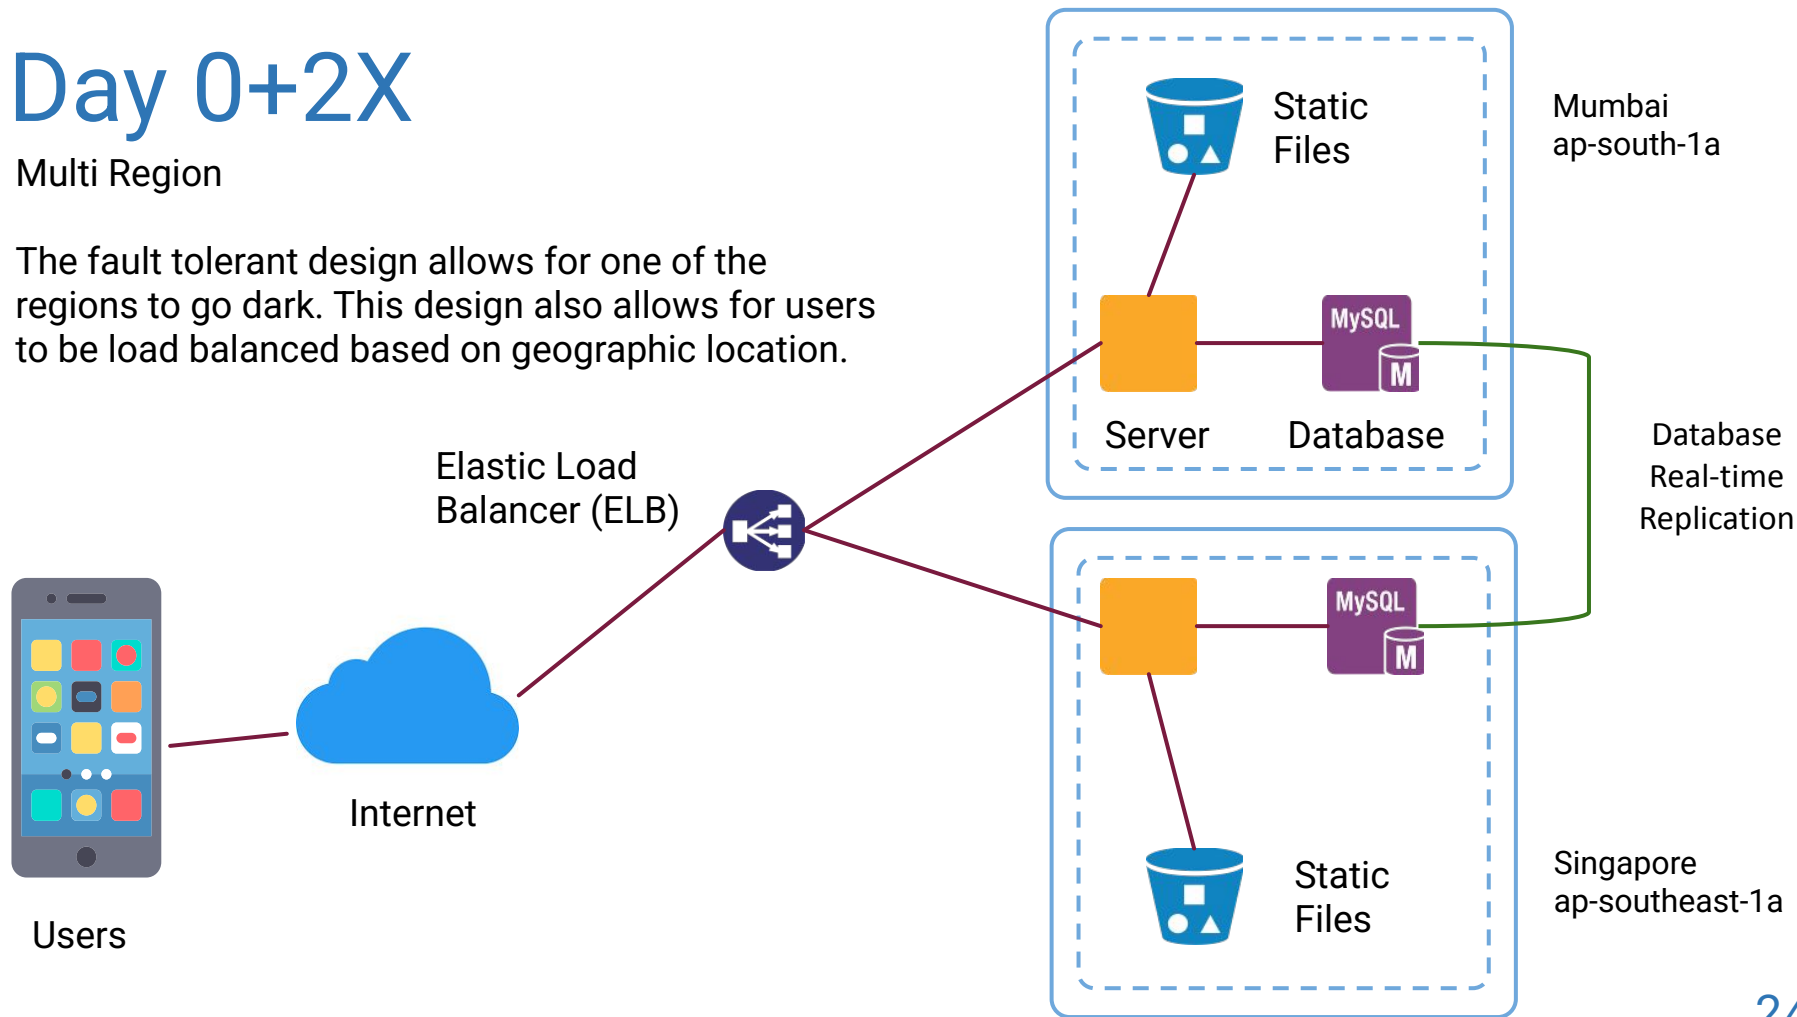 Day 0+2X
Multi Region
The fault tolerant design allows for one of the
regions to go dark. This design also allows for users
to be load balanced based on geographic location.
Static
Files
Mumbai
ap-south-1a
MySQL
M
Server
Database
Database
Real-time
Replication
Elastic Load
Balancer (ELB)
MySQL
M
Internet
Users
Static
Files
Singapore
ap-southeast-1a